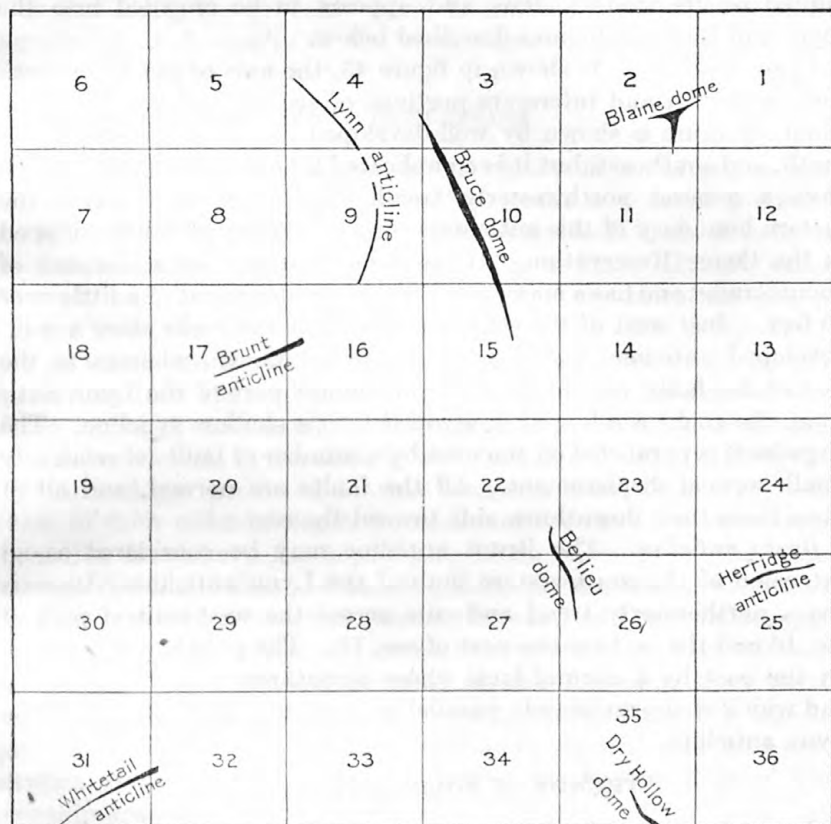 6 5 4 3 2 1
Lynn anticline
Bruce dome
Blaine dome
7 8 9 10 11 12
18 17 16 15 14 13
Brunt
anticline
19 20 21 22 23 24
Bellieu
dome
Herridge
anticline
30 29 28 27 26 25
31 32 33 34 35 36
Whitetail
anticline
Dry Hollow
dome